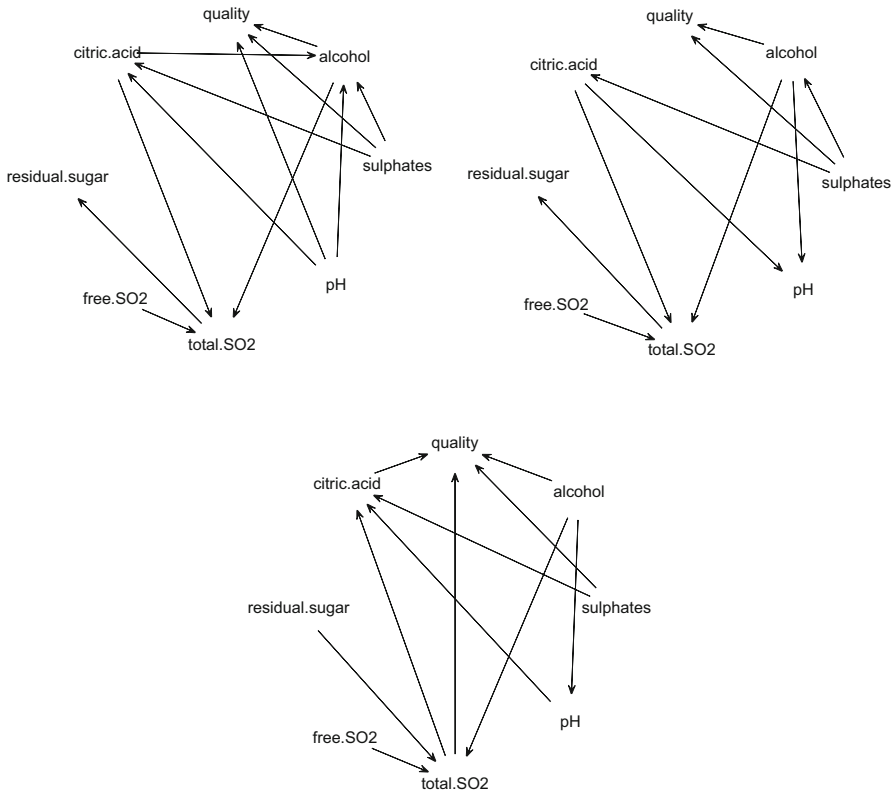 quality
citric.acid
alcohol
sulphates
residual.sugar
pH
free.SO2
total.SO2
quality
citric.acid
alcohol
sulphates
residual.sugar
pH
free.SO2
total.SO2
quality
citric.acid
alcohol
residual.sugar
sulphates
pH
free.SO2
total.SO2